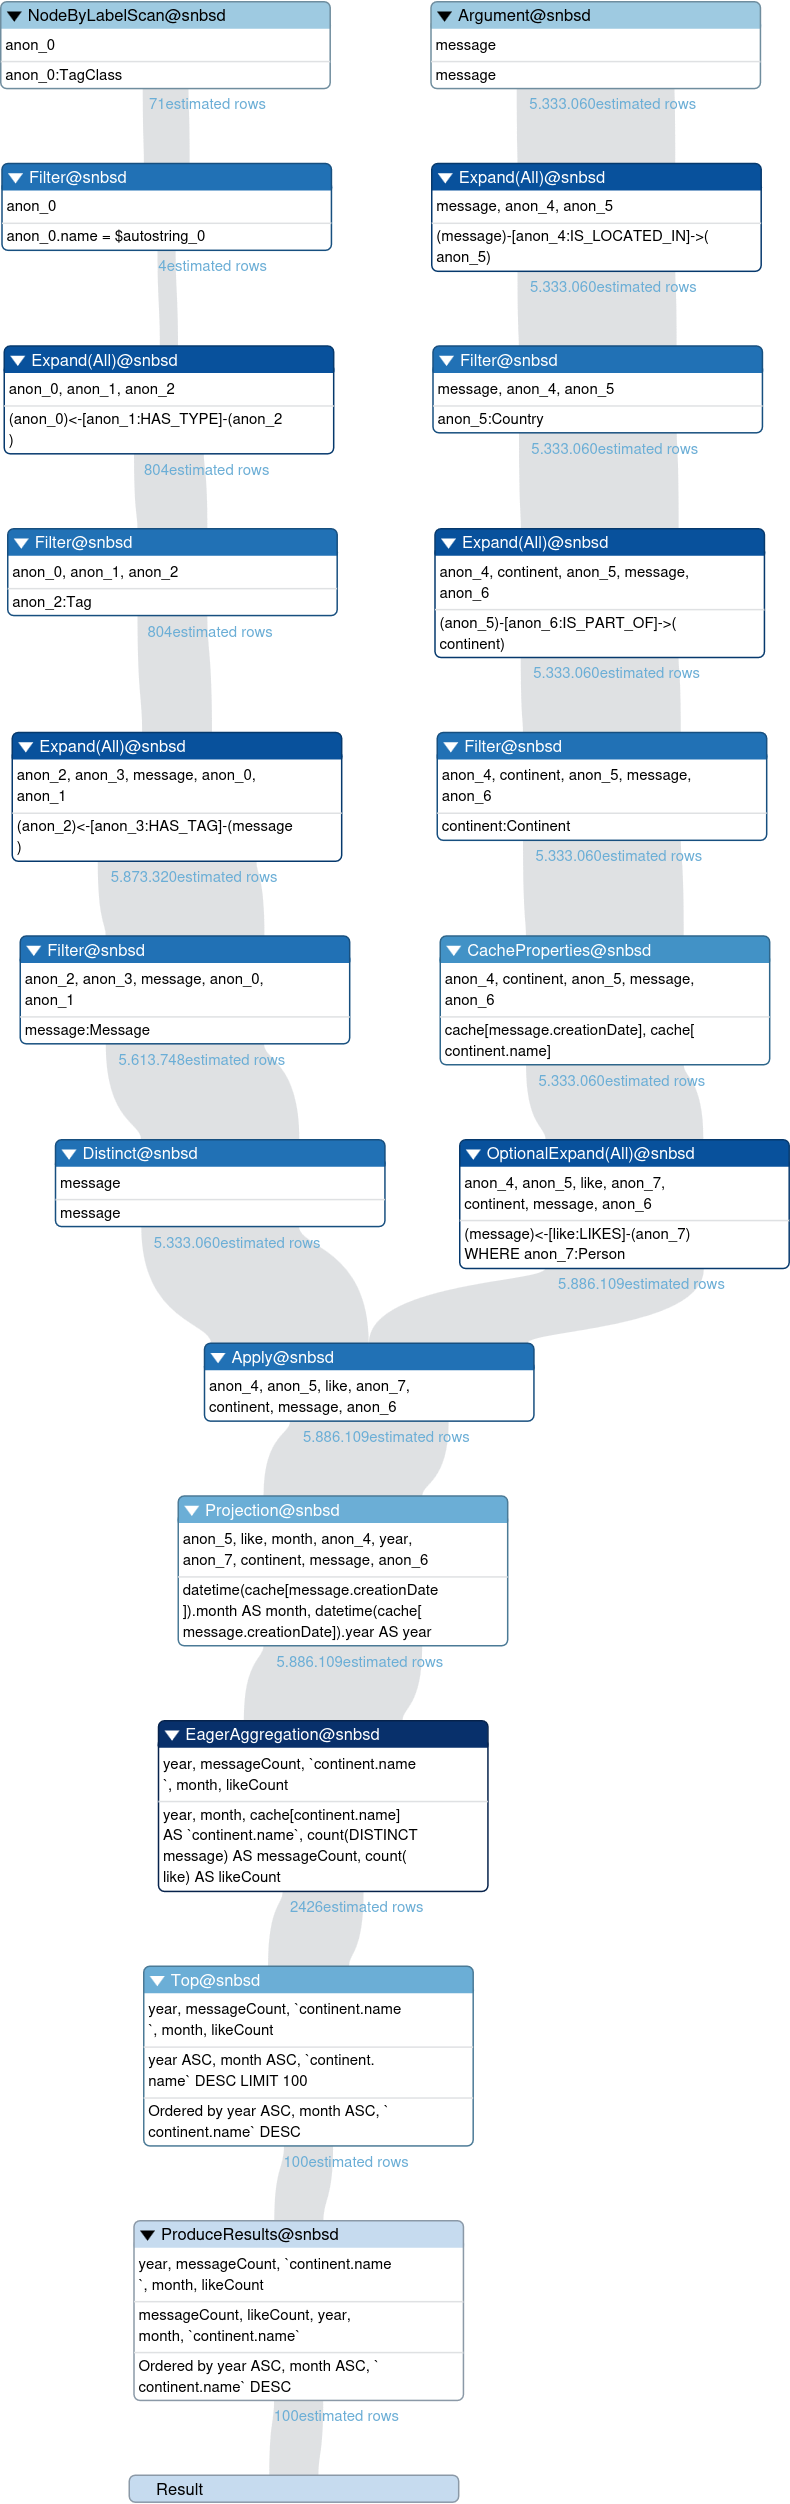 NodeByLabelScan@snbsd
anon_0
anon_0:TagClass
71estimated rows
Filter@snbsd
anon_0
anon_0.name = $autostring_0
4estimated rows
Expand(All)@snbsd
anon_0, anon_1, anon_2
(anon_0)<-[anon_1:HAS_TYPE]-(anon_2
)
804estimated rows
Filter@snbsd
anon_0, anon_1, anon_2
anon_2:Tag
804estimated rows
Expand(All)@snbsd
anon_2, anon_3, message, anon_0,
anon_1
(anon_2)<-[anon_3:HAS_TAG]-(message
)
5.873.320estimated rows
Filter@snbsd
anon_2, anon_3, message, anon_0,
anon_1
message:Message
5.613.748estimated rows
Distinct@snbsd
message
message
5.333.060estimated rows
Argument@snbsd
message
message
5.333.060estimated rows
Expand(All)@snbsd
message, anon_4, anon_5
(message)-[anon_4:IS_LOCATED_IN]->(
anon_5)
5.333.060estimated rows
Filter@snbsd
message, anon_4, anon_5
anon_5:Country
5.333.060estimated rows
Expand(All)@snbsd
anon_4, continent, anon_5, message,
anon_6
(anon_5)-[anon_6:IS_PART_OF]->(
continent)
5.333.060estimated rows
Filter@snbsd
anon_4, continent, anon_5, message,
anon_6
continent:Continent
5.333.060estimated rows
CacheProperties@snbsd
anon_4, continent, anon_5, message,
anon_6
cache[message.creationDate], cache[
continent.name]
5.333.060estimated rows
OptionalExpand(All)@snbsd
anon_4, anon_5, like, anon_7,
continent, message, anon_6
(message)<-[like:LIKES]-(anon_7)
WHERE anon_7:Person
5.886.109estimated rows
Apply@snbsd
anon_4, anon_5, like, anon_7,
continent, message, anon_6
5.886.109estimated rows
Projection@snbsd
anon_5, like, month, anon_4, year,
anon_7, continent, message, anon_6
datetime(cache[message.creationDate
]).month AS month, datetime(cache[
message.creationDate]).year AS year
5.886.109estimated rows
EagerAggregation@snbsd
year, messageCount, `continent.name
`, month, likeCount
year, month, cache[continent.name]
AS `continent.name`, count(DISTINCT
message) AS messageCount, count(
like) AS likeCount
2426estimated rows
Top@snbsd
year, messageCount, `continent.name
`, month, likeCount
year ASC, month ASC, `continent.
name` DESC LIMIT 100
Ordered by year ASC, month ASC, `
continent.name` DESC
100estimated rows
ProduceResults@snbsd
year, messageCount, `continent.name
`, month, likeCount
messageCount, likeCount, year,
month, `continent.name`
Ordered by year ASC, month ASC, `
continent.name` DESC
100estimated rows
Result